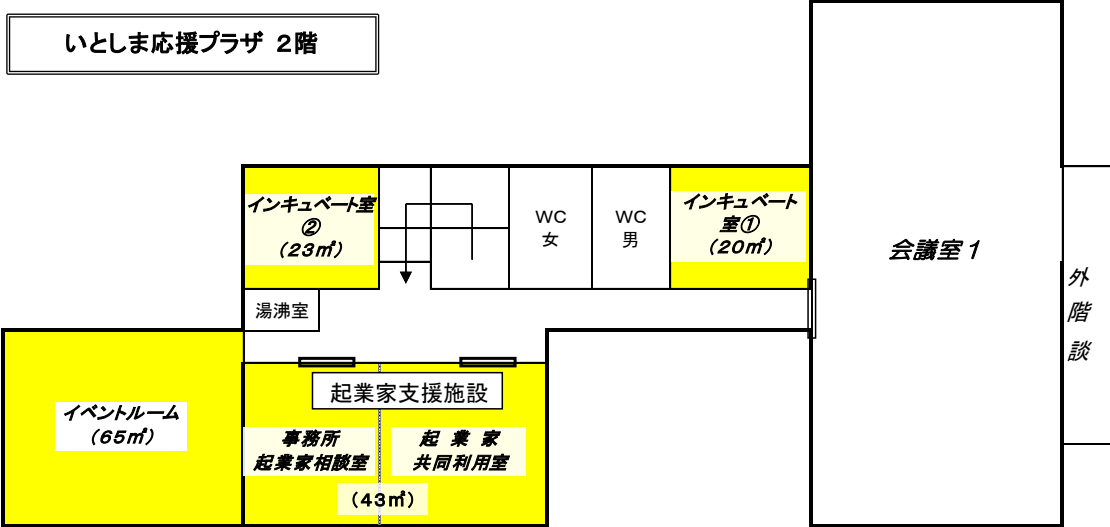 いとしま応援プラザ ２階
インキュベート室
②
（23㎡）
WC
女
WC
男
インキュベート
室①
（20㎡）
会議室１
外
階
談
湯沸室
起業家支援施設
イベントルーム
（65㎡）
事務所
起業家相談室
起 業 家
共同利用室
（43㎡）